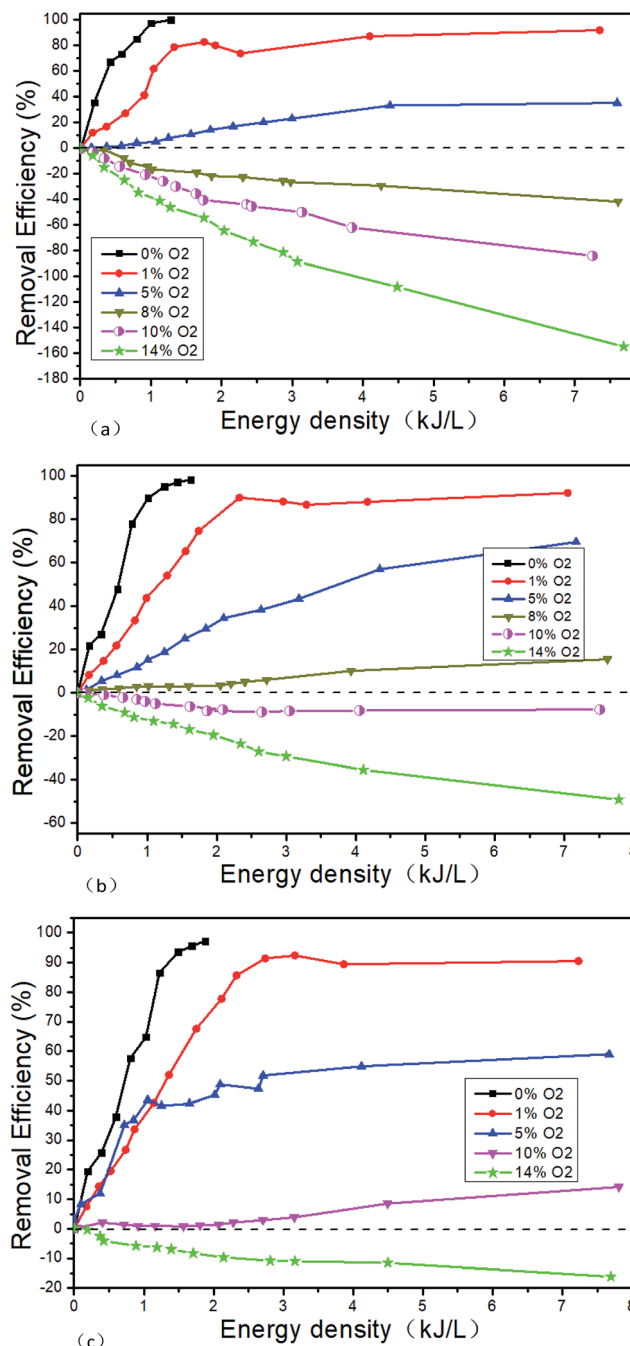 100
80
60
40
20
0
-20
-40
-60
-80
-100
-120
-140
-160
-180
Removal Efficiency (%)
0% O2
1% O2
5% O2
8% O2
10% O2
14% O2
0 1 2 3 4 5 6 7
Energy density（kJ/L）
（a）
100
80
60
40
20
0
-20
-40
-60
Removal Efficiency (%)
0% O2
1% O2
5% O2
8% O2
10% O2
14% O2
0 1 2 3 4 5 6 7 8
Energy density（kJ/L）
（b）
100
90
80
70
60
50
40
30
20
10
0
-10
-20
Removal Efficiency (%)
0% O2
1% O2
5% O2
10% O2
14% O2
0 1 2 3 4 5 6 7 8
Energy density（kJ/L）
（c）